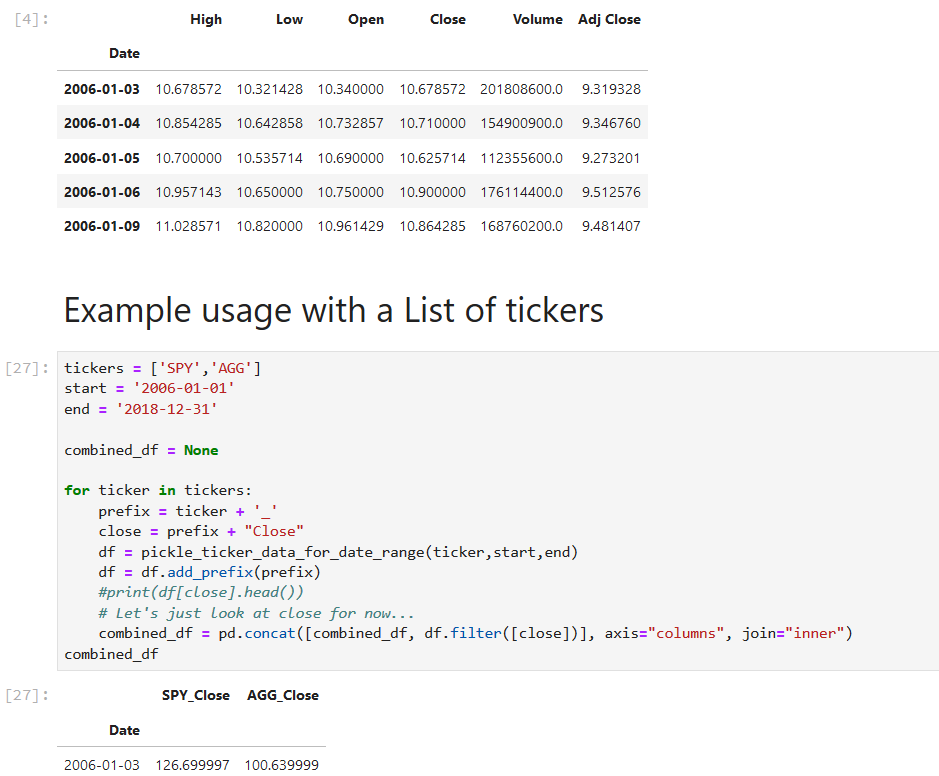 [4]: High Low Open Close Volume Adj Close
Date
2006-01-03 10.678572 10.321428 10.340000 10.678572 201808600.0 9.319328
2006-01-04 10.854285 10.642858 10.732857 10.710000 154900900.0 9.346760
2006-01-05 10.700000 10.535714 10.690000 10.625714 112355600.0 9.273201
2006-01-06 10.957143 10.650000 10.750000 10.900000 176114400.0 9.512576
2006-01-09 11.028571 10.820000 10.961429 10.864285 168760200.0 9.481407
Example usage with a List of tickers
[27]: tickers = ['SPY','AGG']
start = '2006-01-01'
end = '2018-12-31'
combined_df = None
for ticker in tickers:
    prefix = ticker + '_'
    close = prefix + "Close"
    df = pickle_ticker_data_for_date_range(ticker,start,end)
    df = df.add_prefix(prefix)
    #print(df[close].head())
    # Let's just look at close for now...
    combined_df = pd.concat([combined_df, df.filter([close])], axis="columns", join="inner")
combined_df
[27]: SPY_Close AGG_Close
Date
2006-01-03 126.699997 100.639999